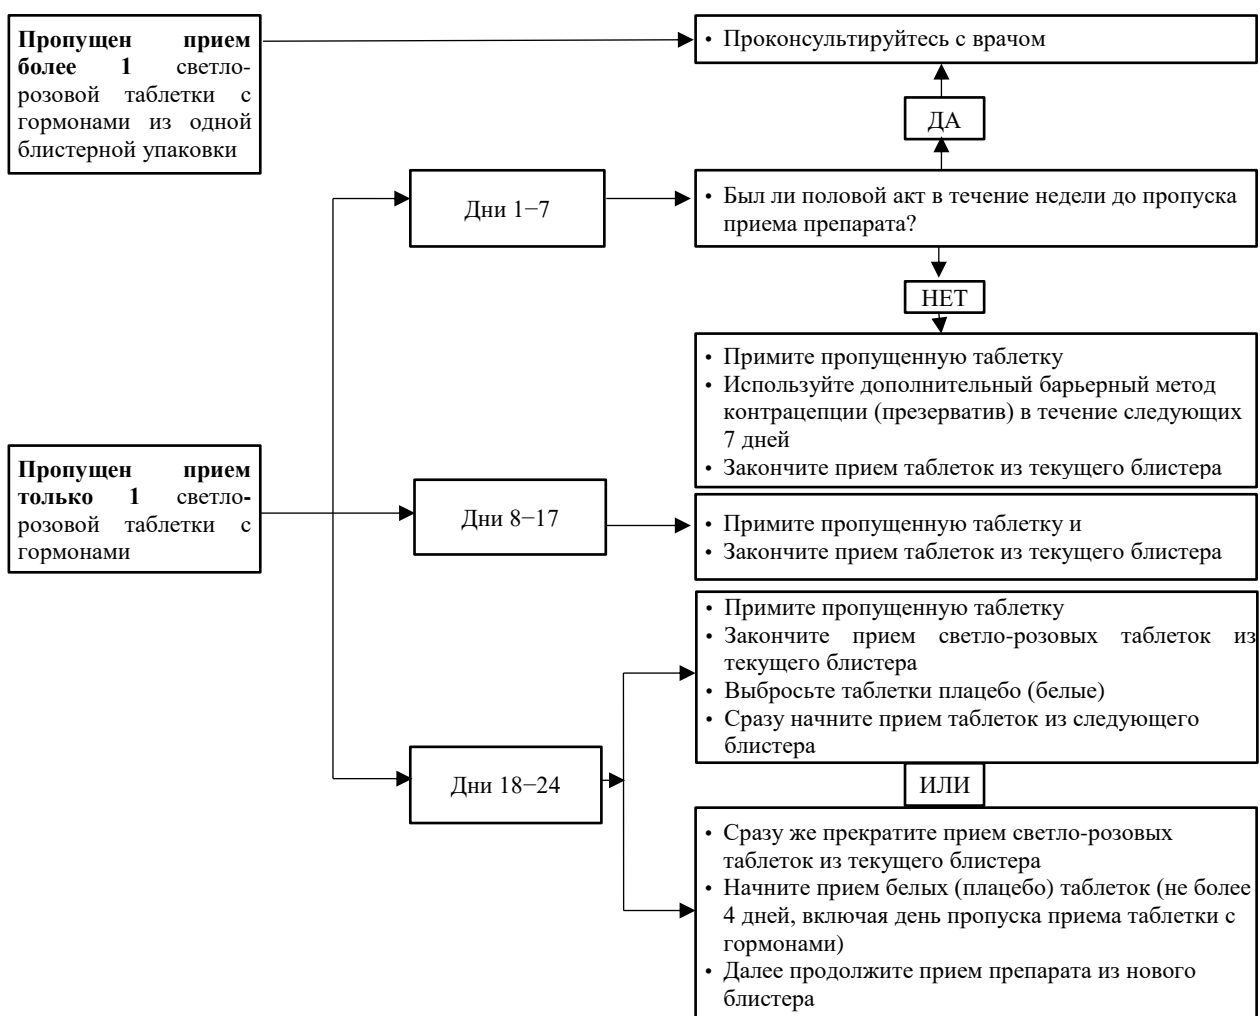 Пропущен прием
более 1 светло-
розовой таблетки с
гормонами из одной
блистерной упаковки
• Проконсультируйтесь с врачом
ДА
Дни 1−7
• Был ли половой акт в течение недели до пропуска
приема препарата?
НЕТ
• Примите пропущенную таблетку
• Используйте дополнительный барьерный метод
контрацепции (презерватив) в течение следующих
7 дней
• Закончите прием таблеток из текущего блистера
Пропущен прием
только 1 светло-
розовой таблетки с
гормонами
Дни 8−17
• Примите пропущенную таблетку и
• Закончите прием таблеток из текущего блистера
• Примите пропущенную таблетку
• Закончите прием светло-розовых таблеток из
текущего блистера
• Выбросьте таблетки плацебо (белые)
• Сразу начните прием таблеток из следующего
блистера
Дни 18−24
ИЛИ
• Сразу же прекратите прием светло-розовых
таблеток из текущего блистера
• Начните прием белых (плацебо) таблеток (не более
4 дней, включая день пропуска приема таблетки с
гормонами)
• Далее продолжите прием препарата из нового
блистера